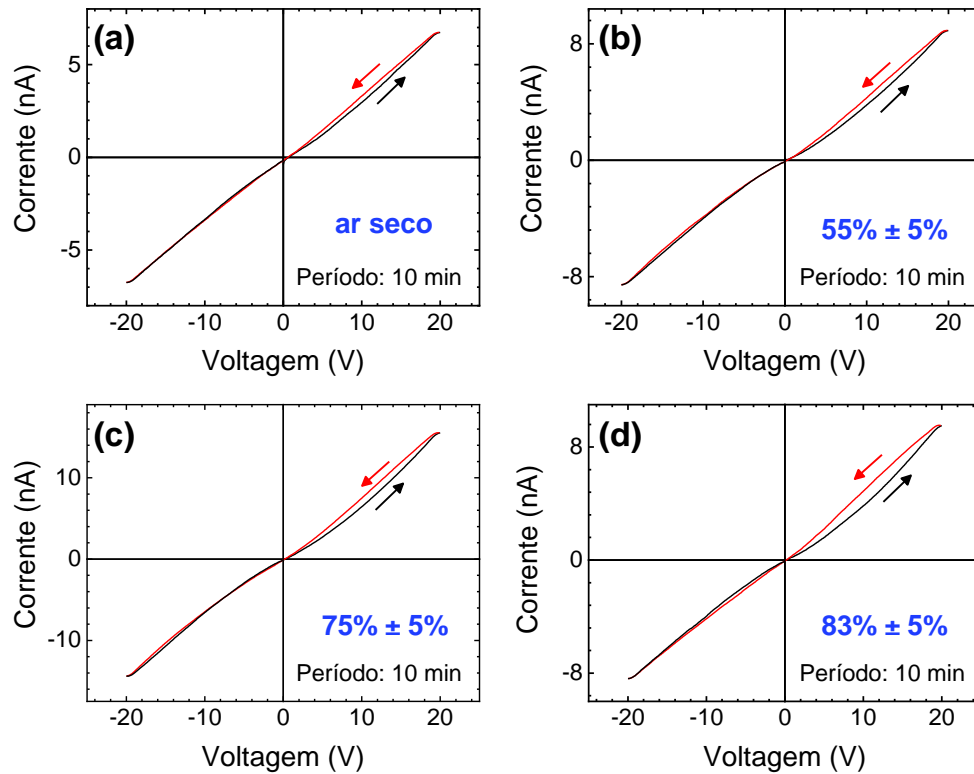 (a)
Corrente (nA)
5
0
-5
-20
-10
0
10
20
Voltagem (V)
ar seco
Período: 10 min
(b)
Corrente (nA)
8
0
-8
-20
-10
0
10
20
Voltagem (V)
55% ± 5%
Período: 10 min
(c)
Corrente (nA)
10
0
-10
-20
-10
0
10
20
Voltagem (V)
75% ± 5%
Período: 10 min
(d)
Corrente (nA)
8
0
-8
-20
-10
0
10
20
Voltagem (V)
83% ± 5%
Período: 10 min